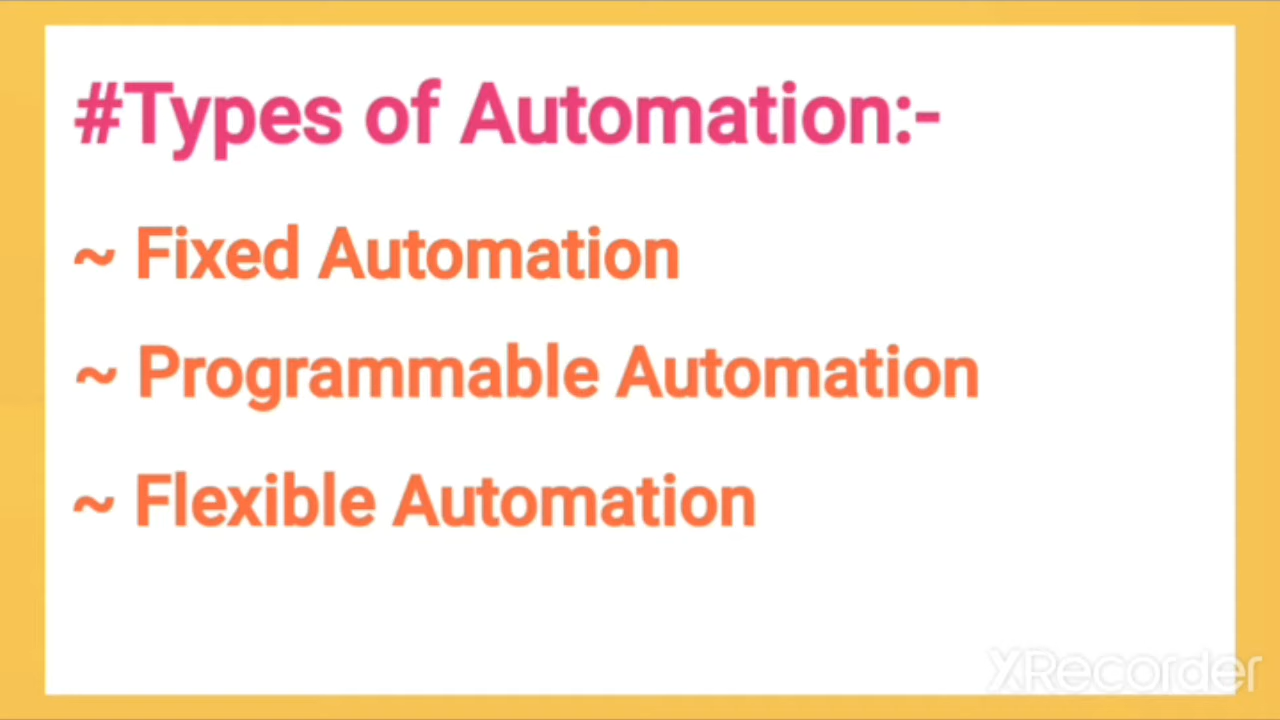 #Types of Automation:-
~ Fixed Automation
~ Programmable Automation
~ Flexible Automation
XRecorder